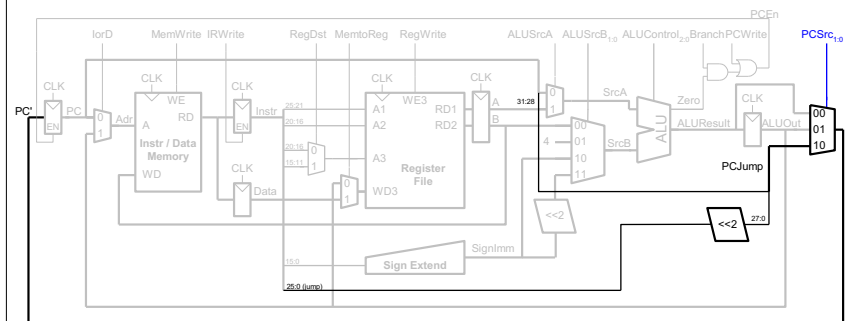 PCEn
IorD MemWrite IRWrite RegDst MemtoReg RegWrite ALUSrcA ALUSrcB1:0 ALUControl2:0 Branch PCWrite PCSrc1:0
CLK CLK CLK CLK CLK CLK
PC' PC EN 0 1 Adr A WE RD Instr / Data Memory WD
EN Instr
CLK Data
25:21 A1
20:16 A2
20:16 0
15:11 1 A3
0 1 WD3
WE3 RD1 RD2 Register File
A
B
31:28 0 1 SrcA
4 00 01 10 11 SrcB
<<2
ALU Zero ALUResult ALUOut
00 01 10
PCJump
<<2 27:0
SignImm
15:0 Sign Extend
25:0 (jump)